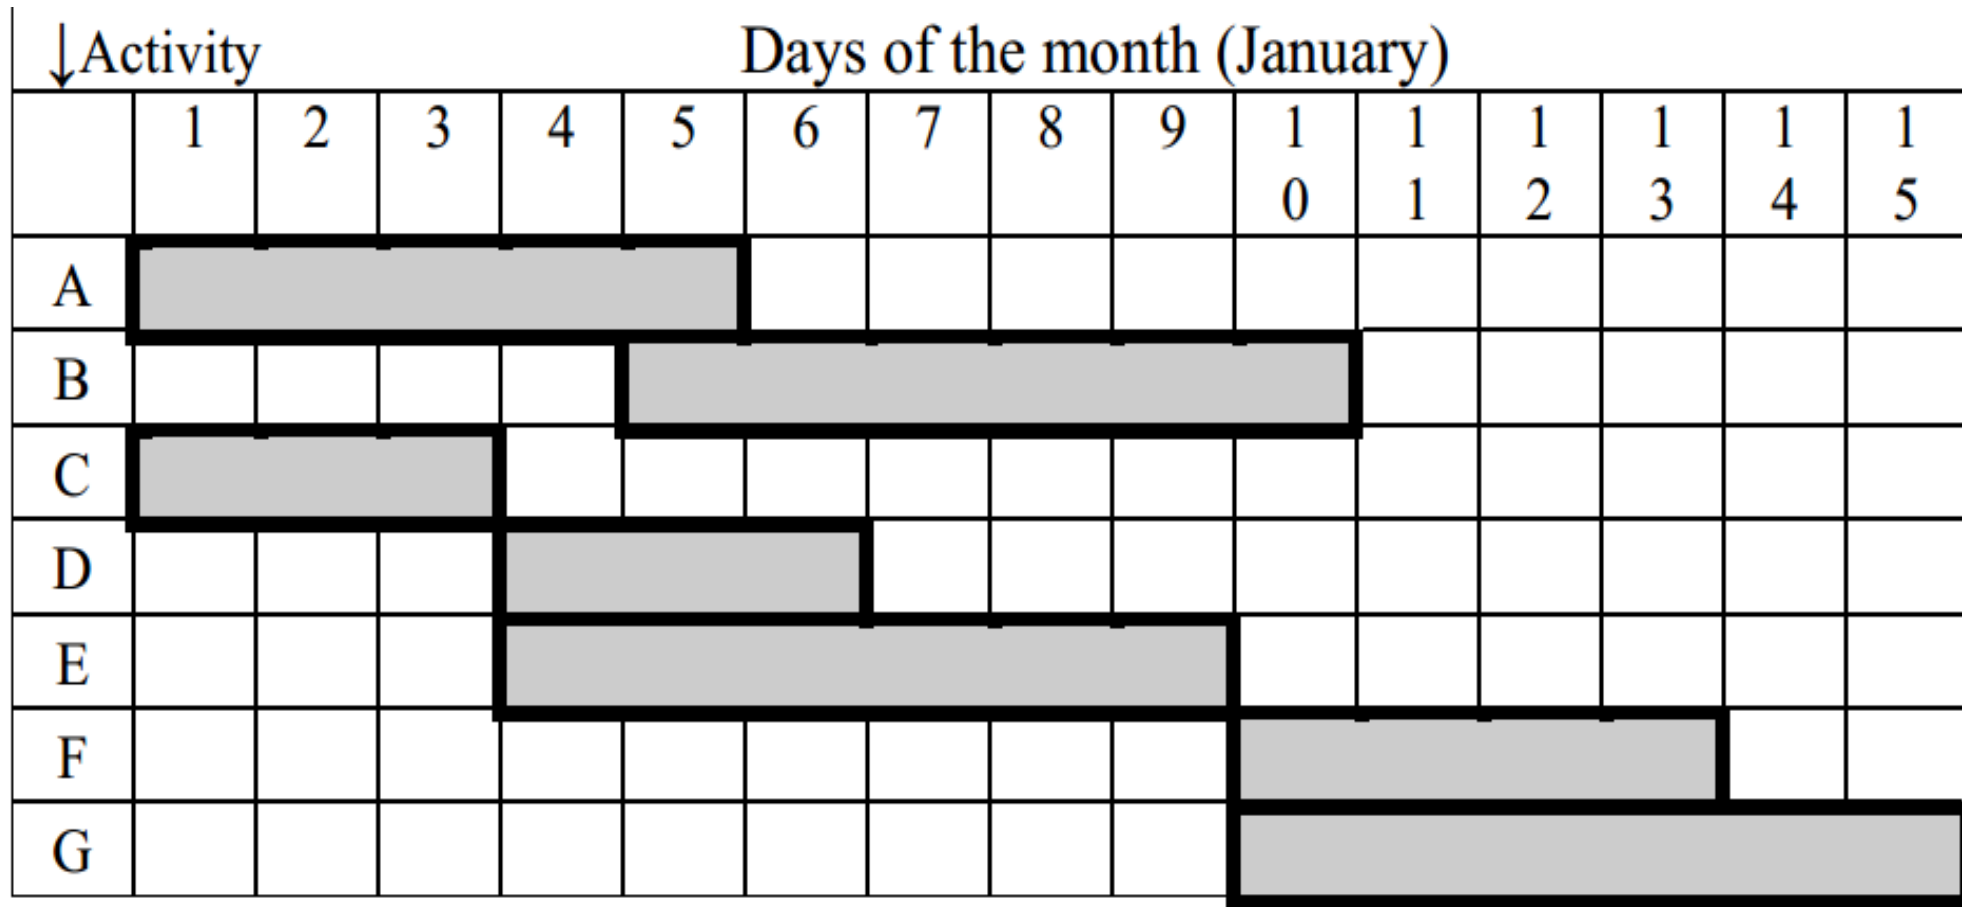 ↓Activity Days of the month (January)
1 2 3 4 5 6 7 8 9 1 1 1 1 1 1
0 1 2 3 4 5
A
B
C
D
E
F
G